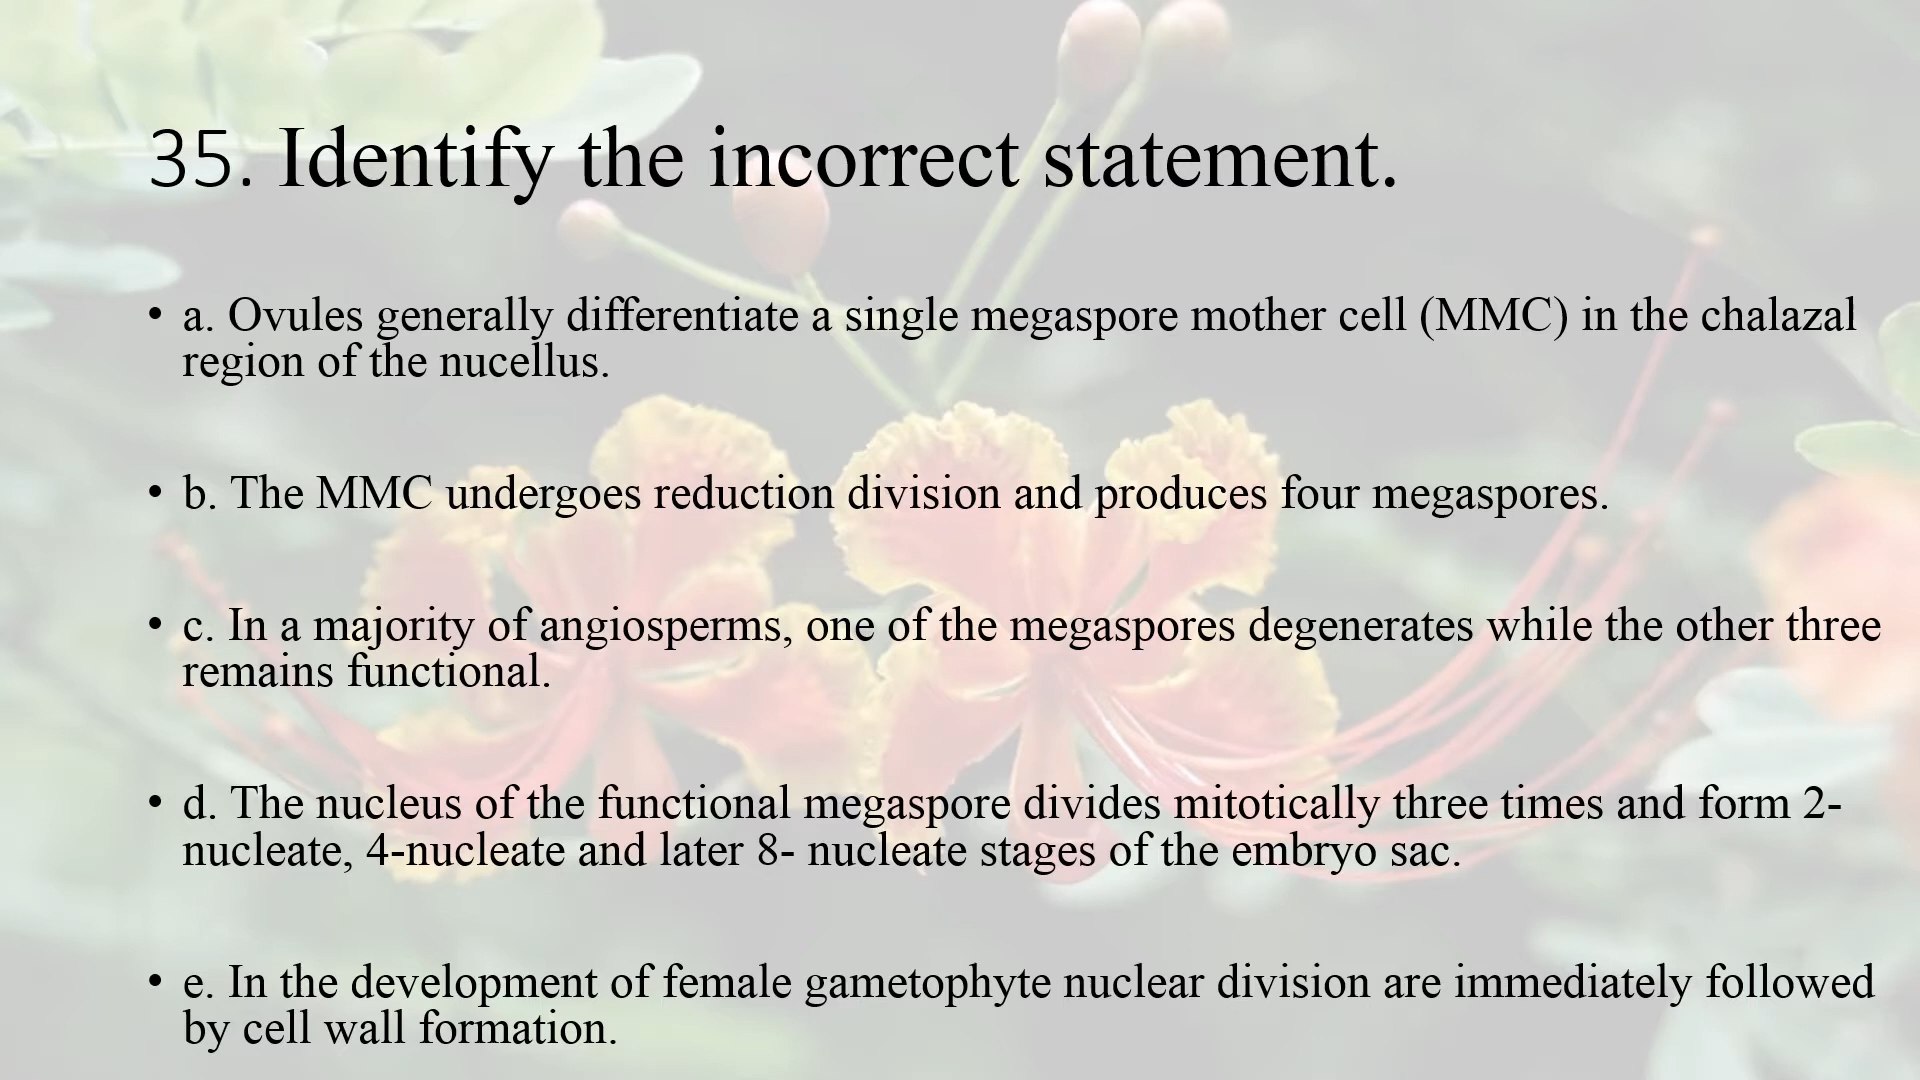 35. Identify the incorrect statement.
• a. Ovules generally differentiate a single megaspore mother cell (MMC) in the chalazal
region of the nucellus.
• b. The MMC undergoes reduction division and produces four megaspores.
• c. In a majority of angiosperms, one of the megaspores degenerates while the other three
remains functional.
• d. The nucleus of the functional megaspore divides mitotically three times and form 2-
nucleate, 4-nucleate and later 8- nucleate stages of the embryo sac.
• e. In the development of female gametophyte nuclear division are immediately followed
by cell wall formation.